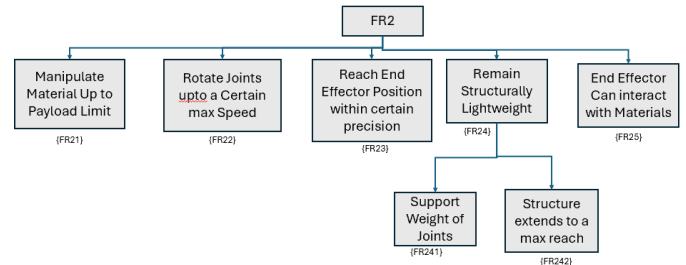 FR2
Manipulate
Material Up to
Payload Limit
{FR21}
Rotate Joints
upto a Certain
max Speed
{FR22}
Reach End
Effector Position
within certain
precision
{FR23}
Remain
Structurally
Lightweight
{FR24}
End Effector
Can interact
with Materials
{FR25}
Support
Weight of
Joints
{FR241}
Structure
extends to a
max reach
{FR242}